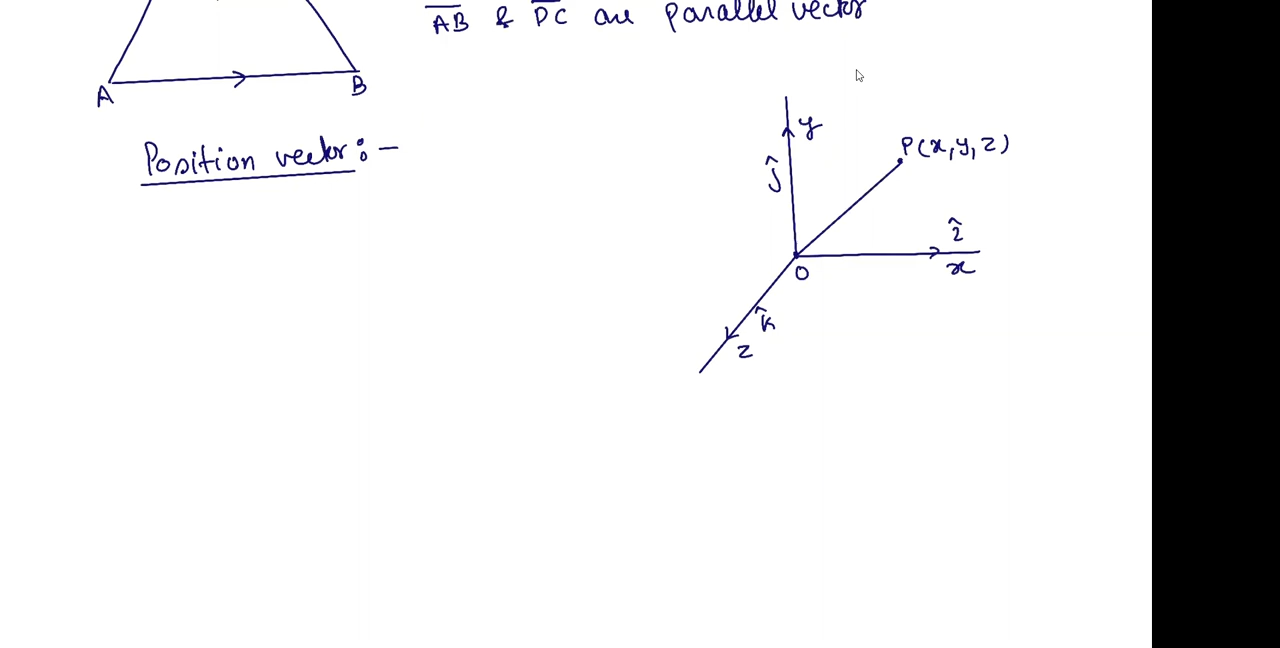 AB & DC are parallel vector
A
B
Position vector :-
y
ĵ
P(x,y,z)
î
x
O
k̂
z